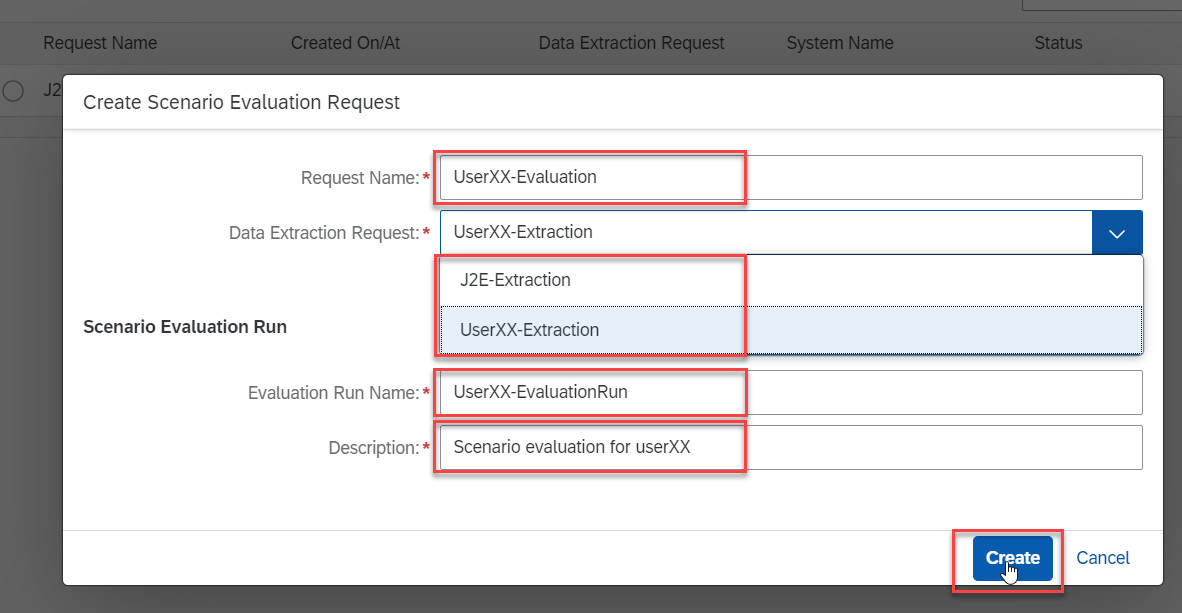 Request Name Created On/At Data Extraction Request System Name Status
J2
Create Scenario Evaluation Request
Request Name:* UserXX-Evaluation
Data Extraction Request:* UserXX-Extraction
J2E-Extraction
Scenario Evaluation Run
UserXX-Extraction
Evaluation Run Name:* UserXX-EvaluationRun
Description:* Scenario evaluation for userXX
Create Cancel